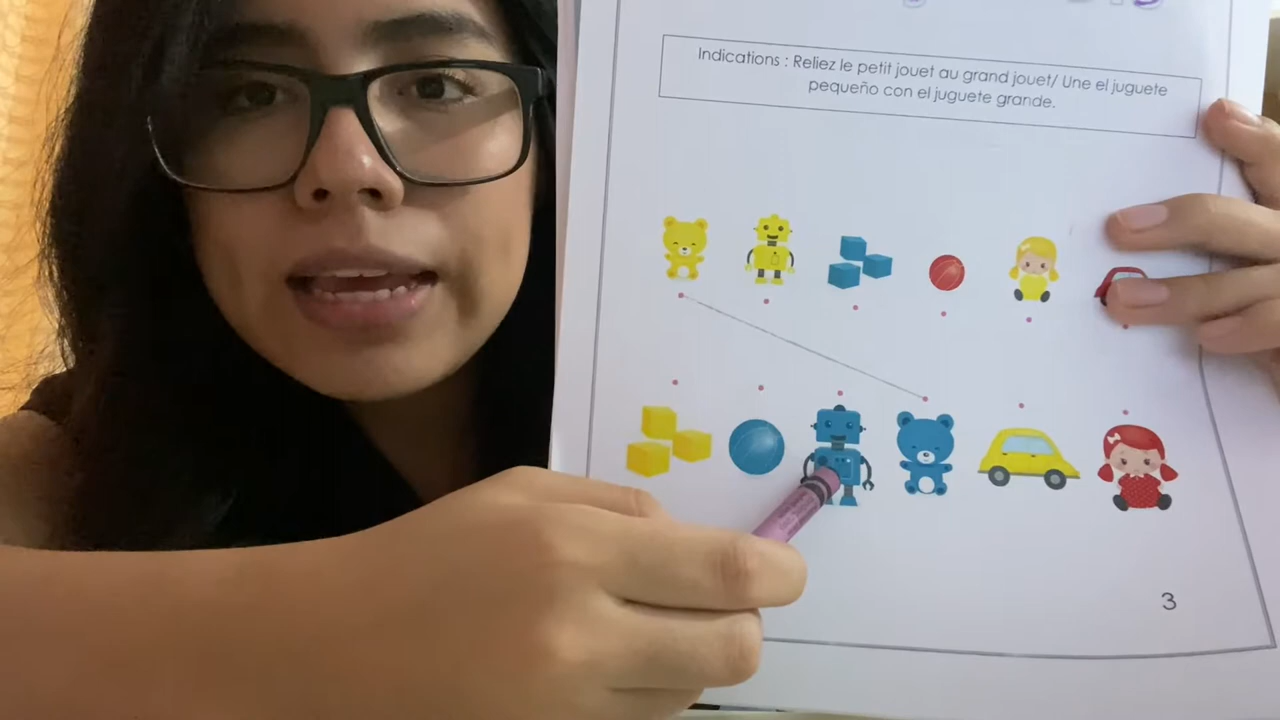 Indications : Reliez le petit jouet au grand jouet/ Une el juguete
pequeño con el juguete grande.
3